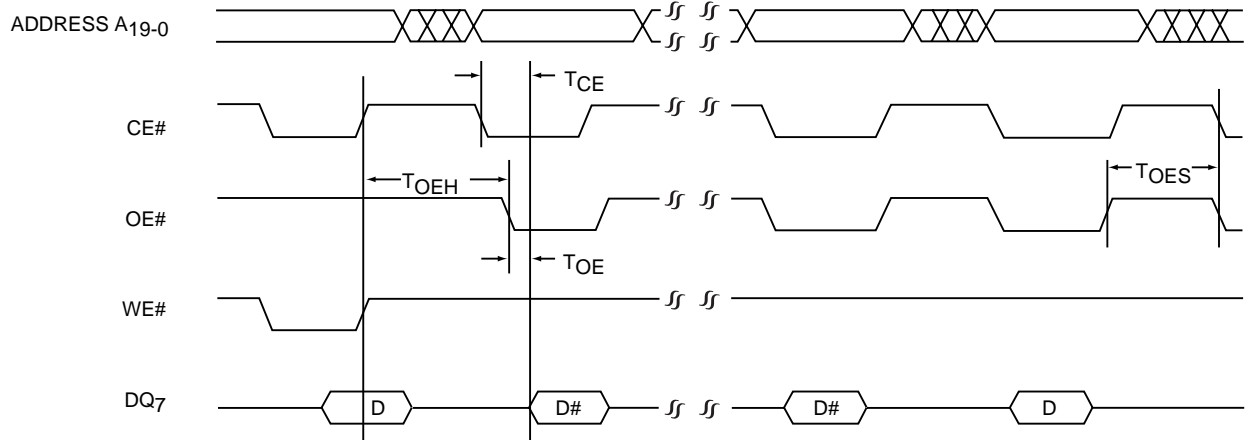 ADDRESS A19-0
TCE
CE#
TOEH
TOES
OE#
TOE
WE#
DQ7
D
D#
D#
D